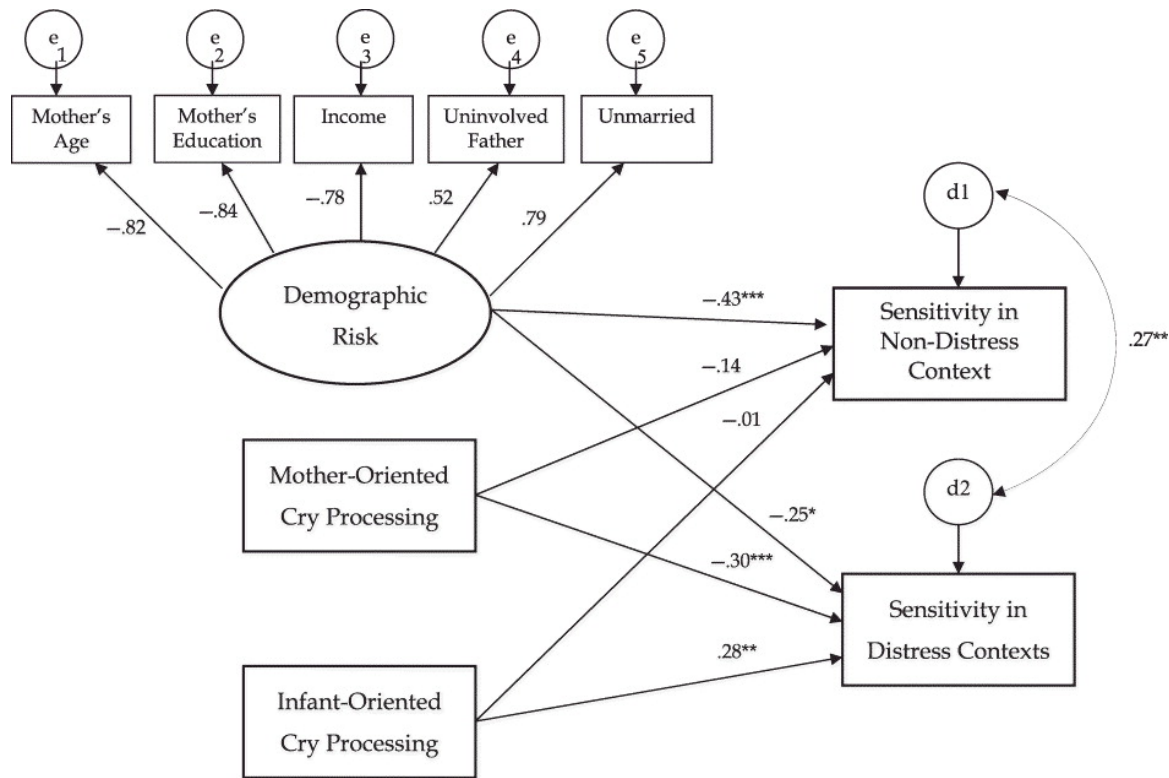 e
1
e
2
e
3
e
4
e
5
Mother's
Age
Mother's
Education
Income
Uninvolved
Father
Unmarried
–.82
–.84
–.78
.52
.79
Demographic
Risk
d1
–.43***
Sensitivity in
Non-Distress
Context
.27**
–.14
–.01
Mother-Oriented
Cry Processing
d2
–.25*
–.30***
Sensitivity in
Distress Contexts
.28**
Infant-Oriented
Cry Processing